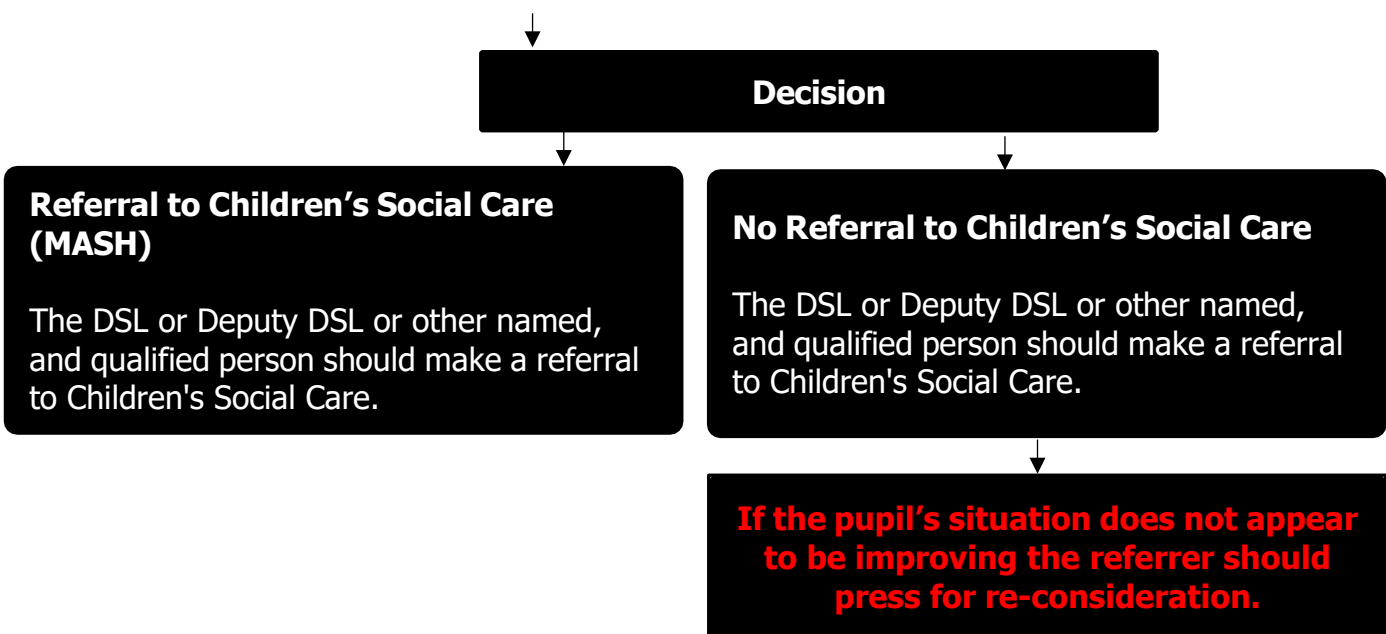 Decision
Referral to Children’s Social Care
(MASH)
The DSL or Deputy DSL or other named,
and qualified person should make a referral
to Children's Social Care.
No Referral to Children’s Social Care
The DSL or Deputy DSL or other named,
and qualified person should make a referral
to Children's Social Care.
If the pupil’s situation does not appear
to be improving the referrer should
press for re-consideration.